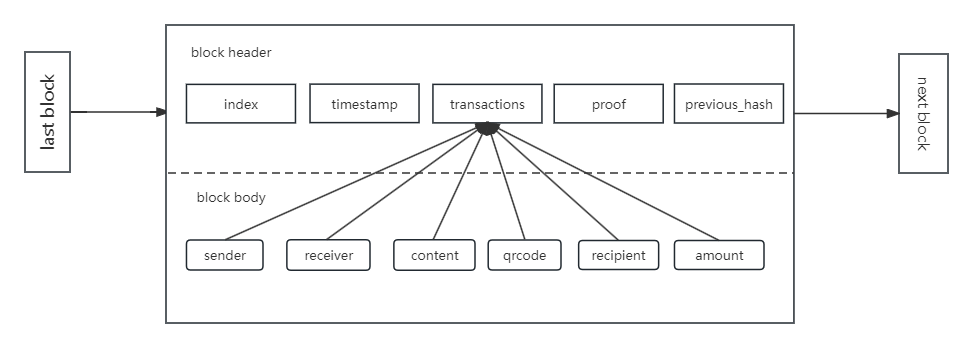 last block
block header
index
timestamp
transactions
proof
previous_hash
block body
sender
receiver
content
qrcode
recipient
amount
next block